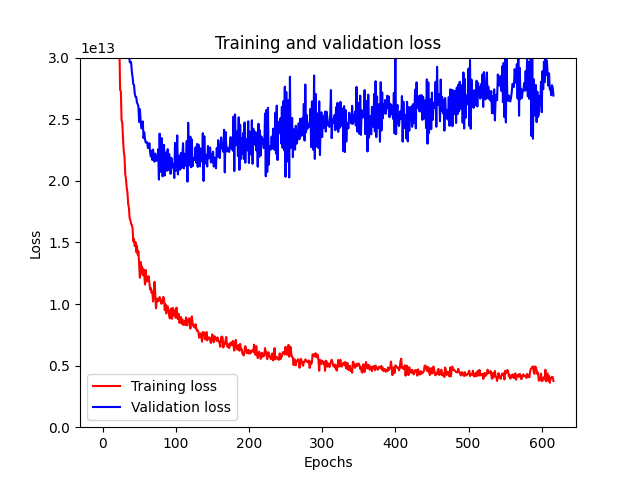 Training and validation loss
1e13
3.0
2.5
2.0
1.5
1.0
0.5
0.0
Loss
Training loss
Validation loss
0 100 200 300 400 500 600
Epochs